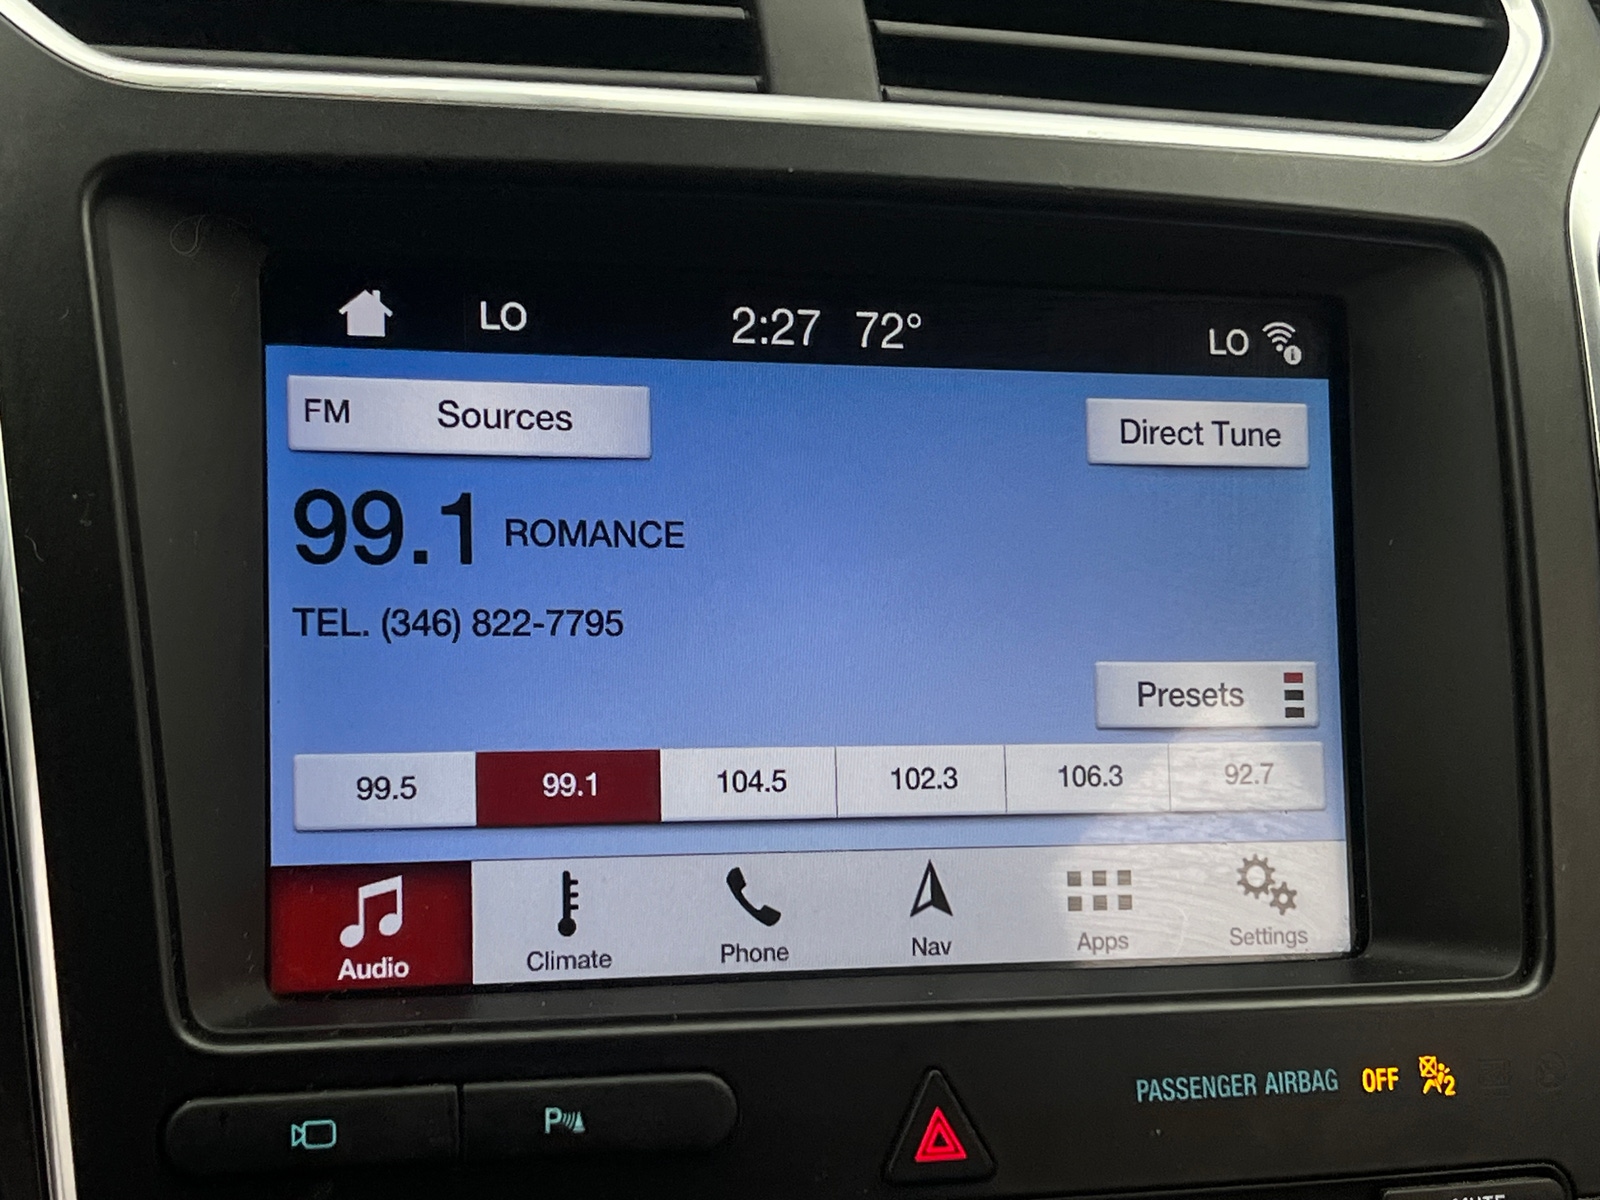 LO 2:27 72° LO
FM Sources
Direct Tune
99.1 ROMANCE
TEL. (346) 822-7795
Presets
99.5 99.1 104.5 102.3 106.3 92.7
Audio Climate Phone Nav Apps Settings
PASSENGER AIRBAG OFF 2
P
MUTE